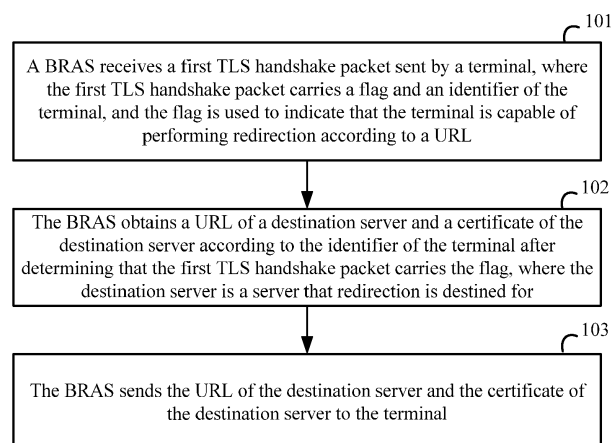 101
A BRAS receives a first TLS handshake packet sent by a terminal, where
the first TLS handshake packet carries a flag and an identifier of the
terminal, and the flag is used to indicate that the terminal is capable of
performing redirection according to a URL
102
The BRAS obtains a URL of a destination server and a certificate of the
destination server according to the identifier of the terminal after
determining that the first TLS handshake packet carries the flag, where the
destination server is a server that redirection is destined for
103
The BRAS sends the URL of the destination server and the certificate of
the destination server to the terminal